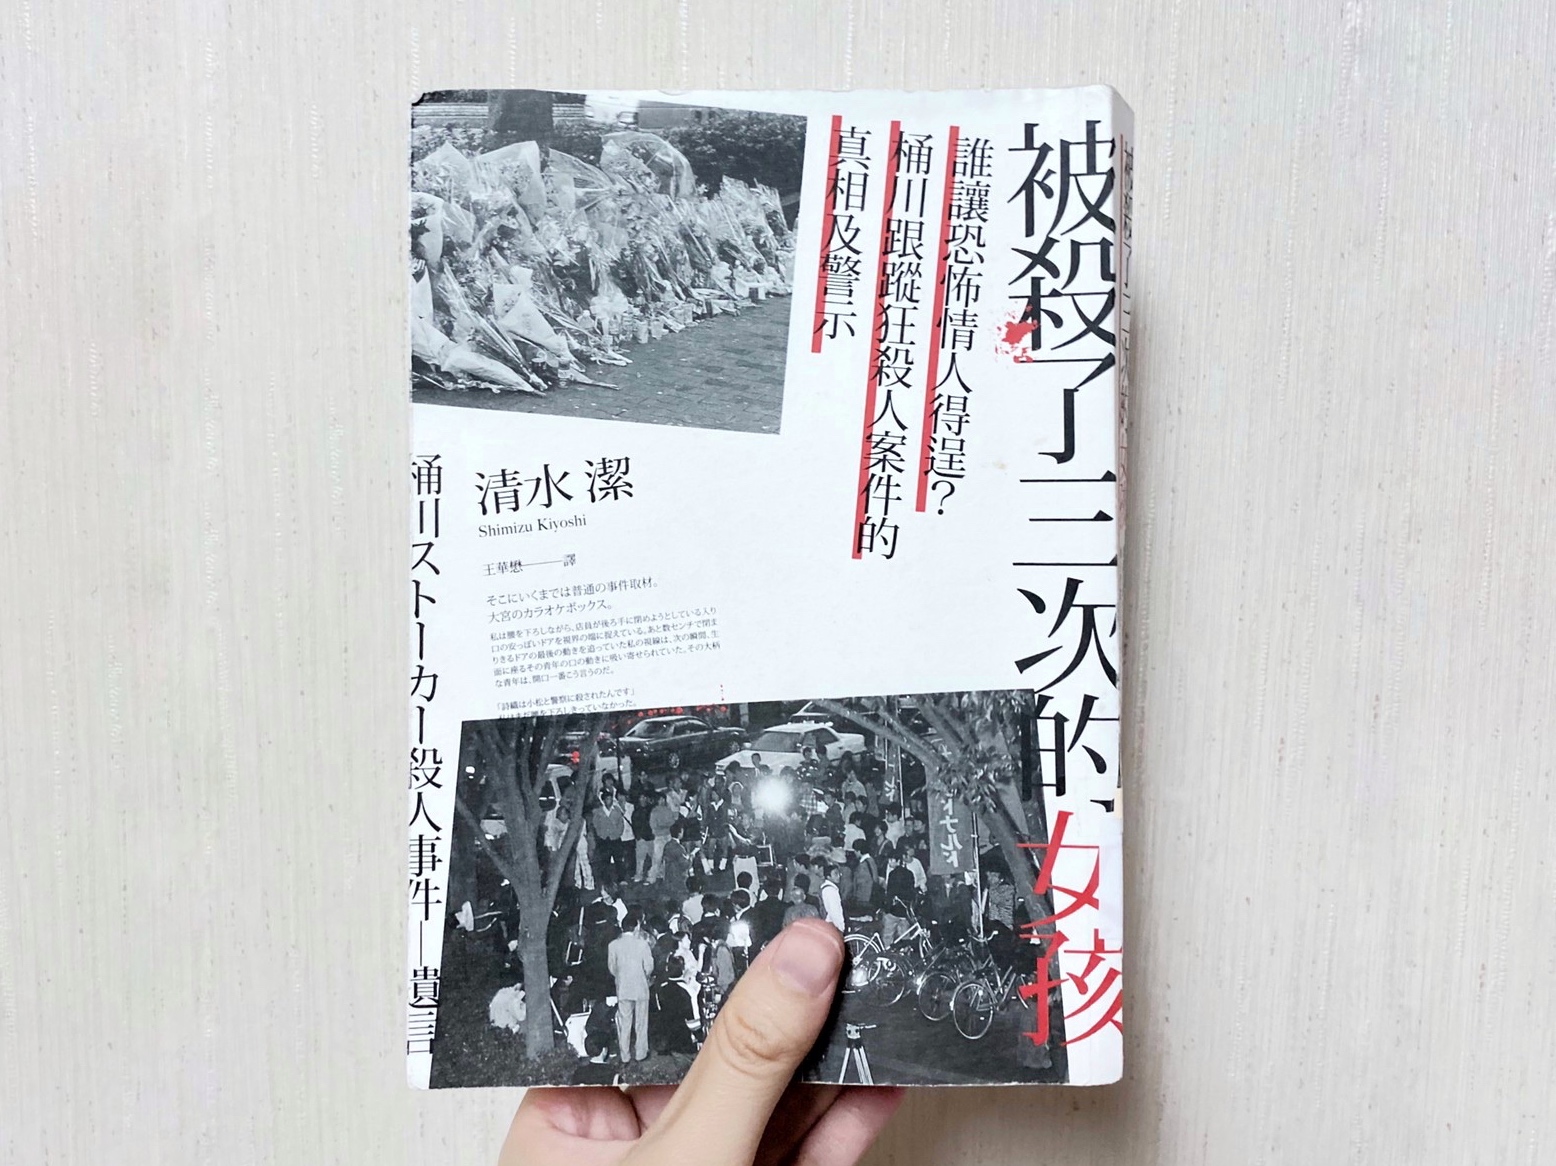 被殺了三次的女孩
誰讓恐怖情人得逞？
桶川跟蹤狂殺人案件的
真相及警示
清水 潔
Shimizu Kiyoshi
王華懋——譯
そこにいくまでは普通の事件取材。
大宮のカラオケボックス。
私は腰を下ろしながら、店員が後ろ手に閉めようとしている入り
口の安っぽいドアを視界の端に捉えている。あと数センチで閉ま
りきるドアの最後の動きを追っていた私の視線は、次の瞬間、生
面に座るその青年の口の動きに吸い寄せられていた。その大柄
な青年は、開口一番こう言うのだ。
「詩織は小松と警察に殺されたんです」
桶川ストーカー殺人事件——遺言
ドナルド